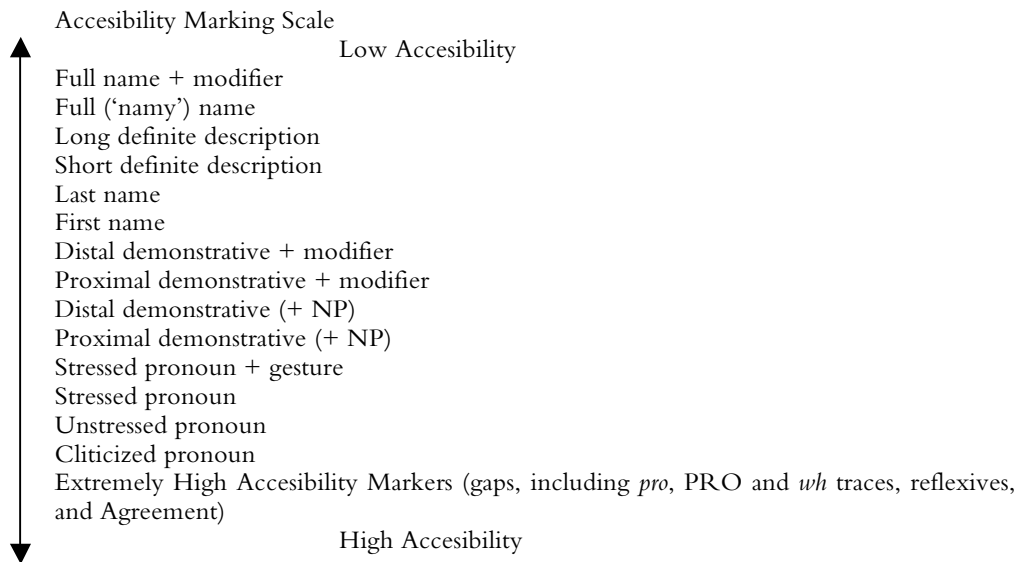 Accesibility Marking Scale
Low Accesibility
Full name + modifier
Full (‘namy’) name
Long definite description
Short definite description
Last name
First name
Distal demonstrative + modifier
Proximal demonstrative + modifier
Distal demonstrative (+ NP)
Proximal demonstrative (+ NP)
Stressed pronoun + gesture
Stressed pronoun
Unstressed pronoun
Cliticized pronoun
Extremely High Accesibility Markers (gaps, including pro, PRO and wh traces, reflexives,
and Agreement)
High Accesibility